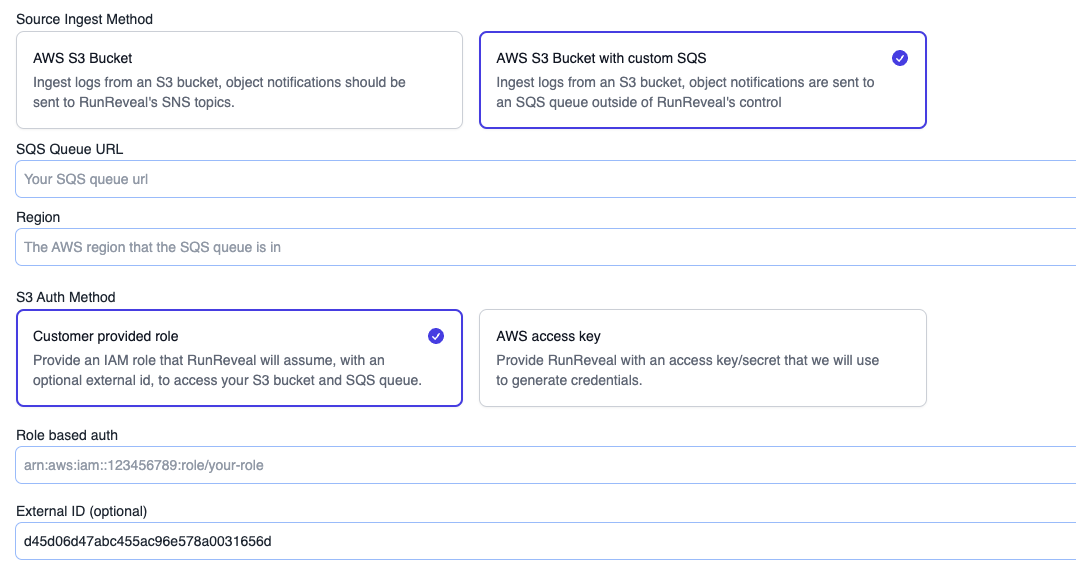 Source Ingest Method
AWS S3 Bucket
Ingest logs from an S3 bucket, object notifications should be
sent to RunReveal's SNS topics.
AWS S3 Bucket with custom SQS
Ingest logs from an S3 bucket, object notifications are sent to
an SQS queue outside of RunReveal's control
SQS Queue URL
Your SQS queue url
Region
The AWS region that the SQS queue is in
S3 Auth Method
Customer provided role
Provide an IAM role that RunReveal will assume, with an
optional external id, to access your S3 bucket and SQS queue.
AWS access key
Provide RunReveal with an access key/secret that we will use
to generate credentials.
Role based auth
arn:aws:iam::123456789:role/your-role
External ID (optional)
d45d06d47abc455ac96e578a0031656d